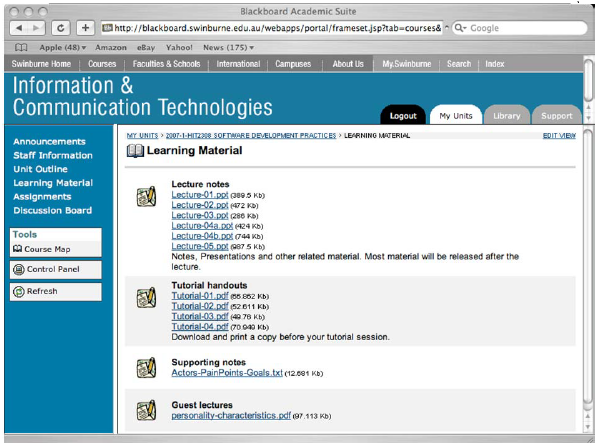 Blackboard Academic Suite
http://blackboard.swinburne.edu.au/webapps/portal/frameset.jsp?tab=courses&
Google
Apple (48) Amazon eBay Yahoo! News (175)
Swinburne Home Courses Faculties & Schools International Campuses About Us My.Swinburne Search Index
Information &
Communication Technologies
Logout My Units Library Support
MY UNITS > 2007-1-HIT2308 SOFTWARE DEVELOPMENT PRACTICES > LEARNING MATERIAL EDIT VIEW
Learning Material
Announcements
Staff Information
Unit Outline
Learning Material
Assignments
Discussion Board
Tools
Course Map
Control Panel
Refresh
Lecture notes
Lecture-01.ppt (389.5 Kb)
Lecture-02.ppt (472 Kb)
Lecture-03.ppt (286 Kb)
Lecture-04a.ppt (424 Kb)
Lecture-04b.ppt (744 Kb)
Lecture-05.ppt (987.5 Kb)
Notes, Presentations and other related material. Most material will be released after the
lecture.
Tutorial handouts
Tutorial-01.pdf (55.862 Kb)
Tutorial-02.pdf (52.611 Kb)
Tutorial-03.pdf (49.76 Kb)
Tutorial-04.pdf (70.949 Kb)
Download and print a copy before your tutorial session.
Supporting notes
Actors-PainPoints-Goals.txt (12.691 Kb)
Guest lectures
personality-characteristics.pdf (97.113 Kb)